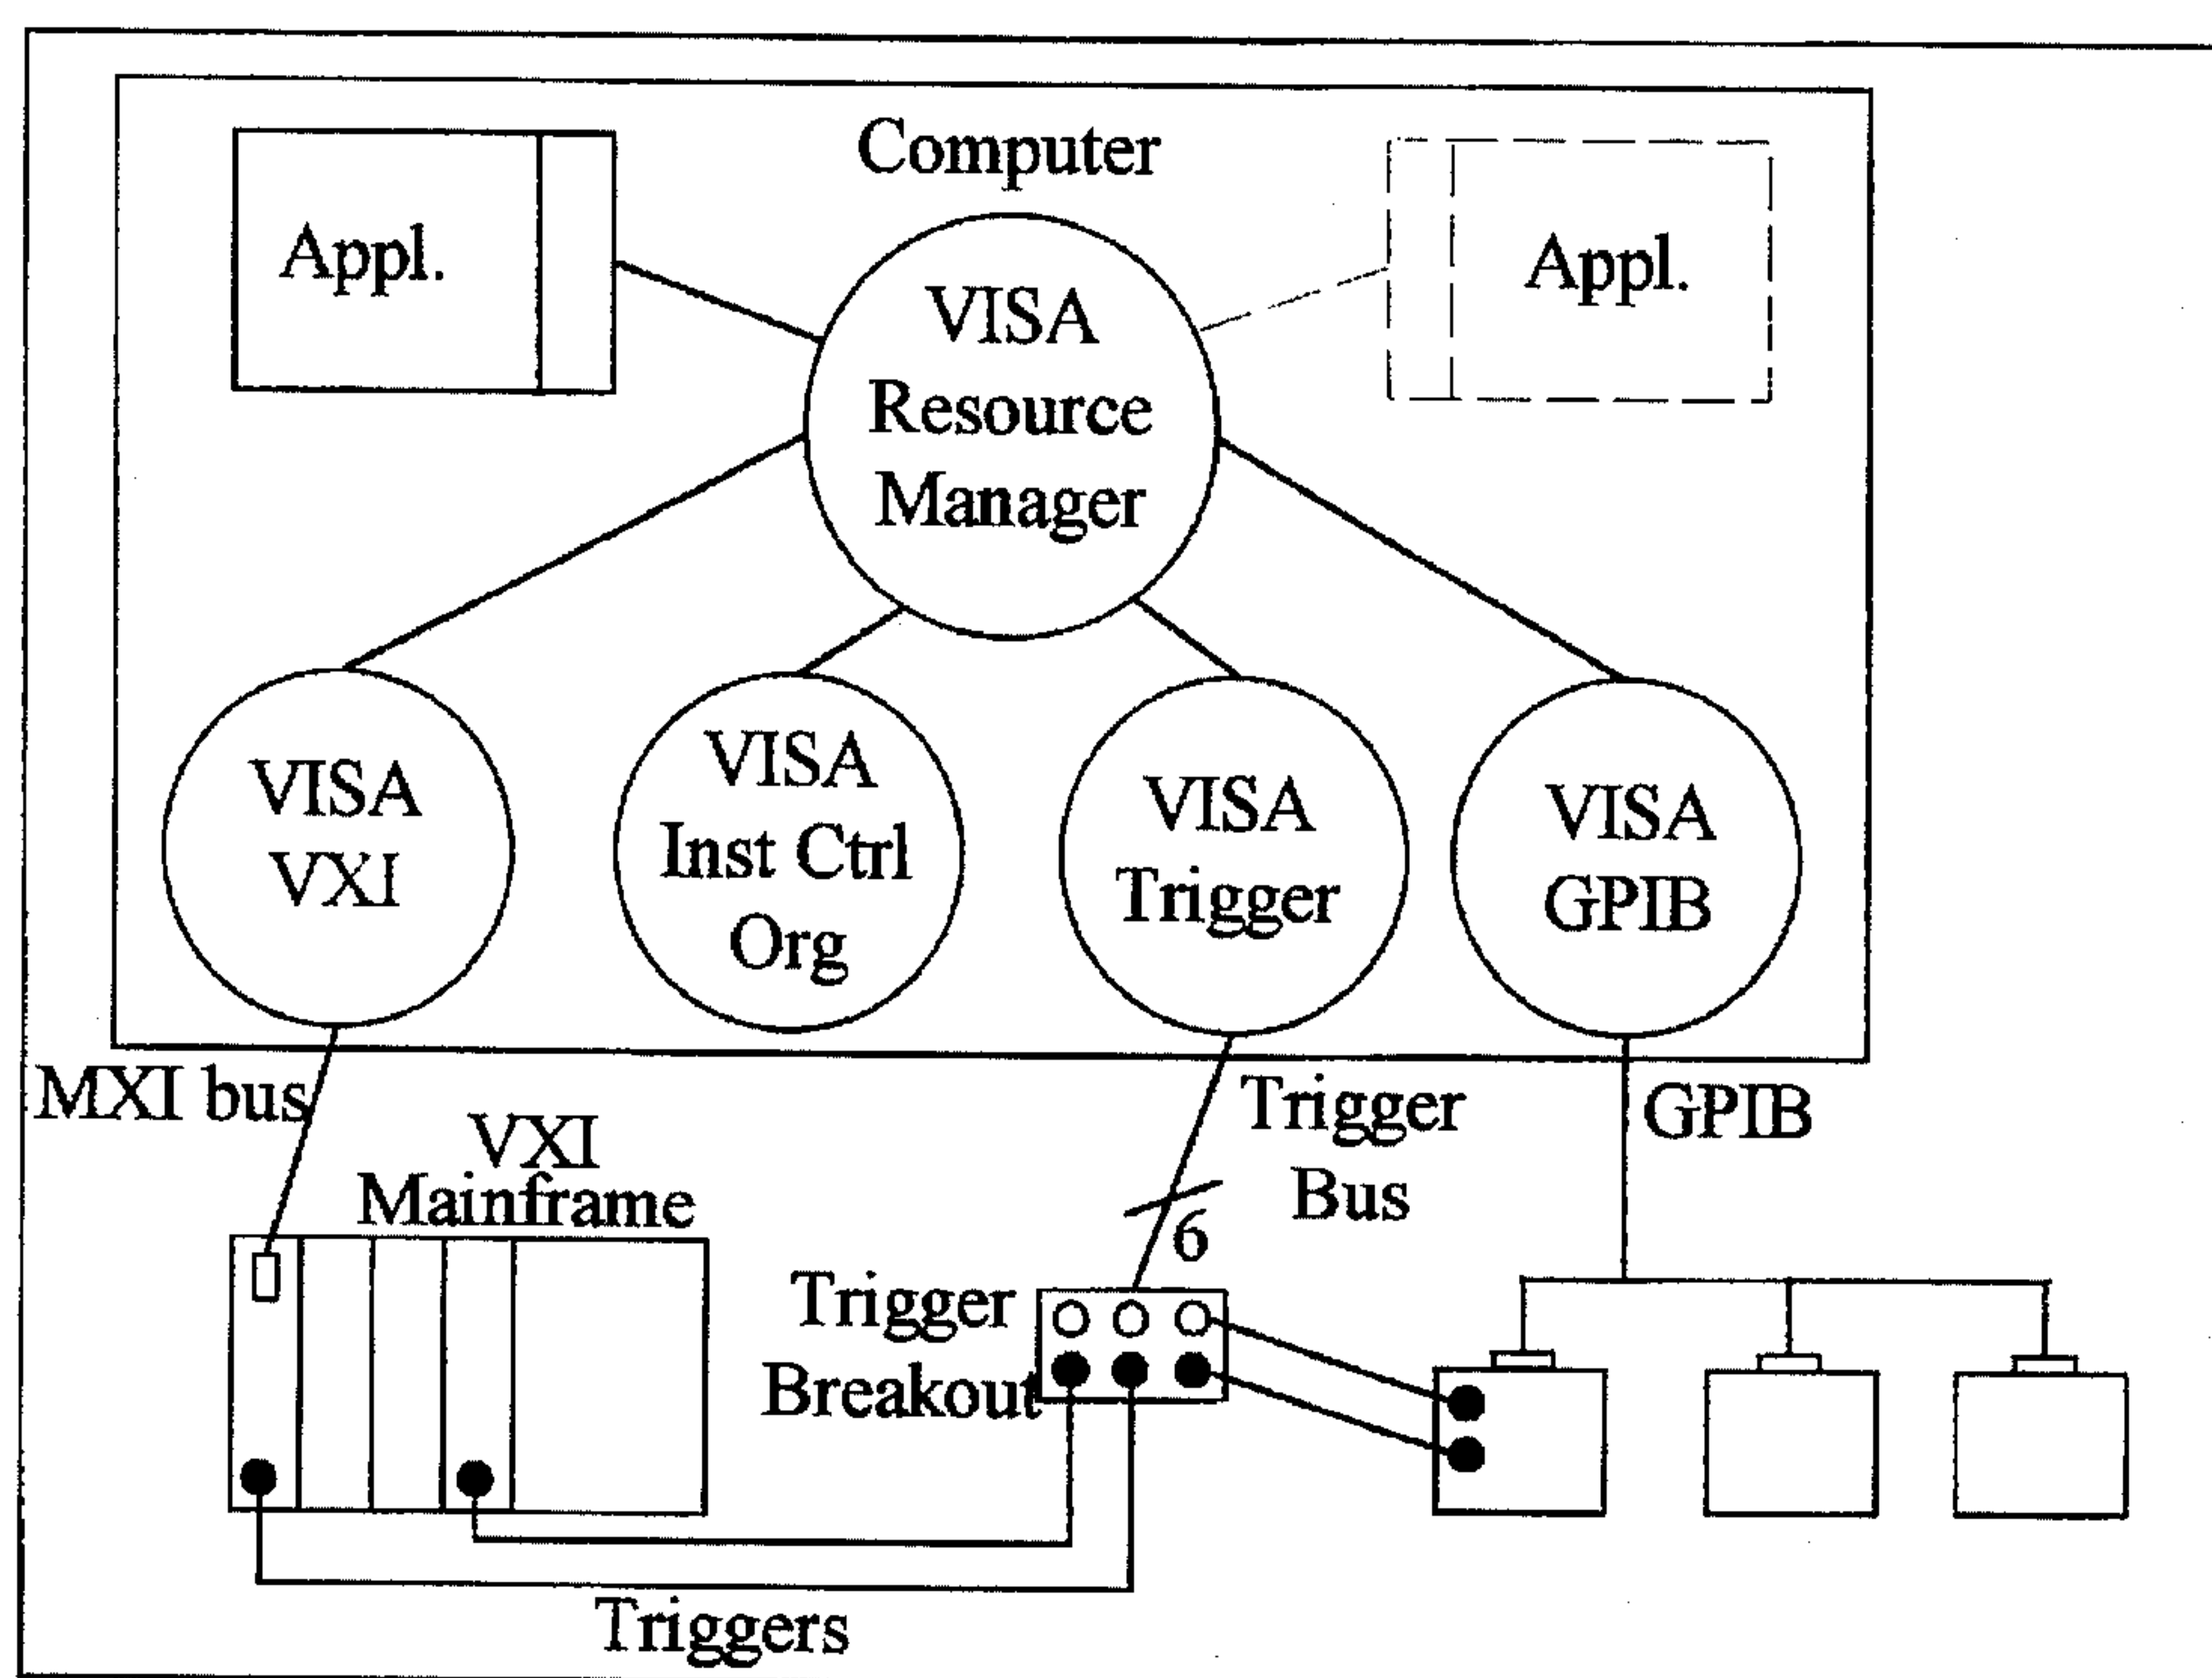 Computer
Appl.
Appl.
VISA
Resource
Manager
VISA
VXI
VISA
Inst Ctrl
Org
VISA
Trigger
VISA
GPIB
MXI bus
Trigger
Bus
GPIB
VXI
Mainframe
6
Trigger
Breakout
Triggers